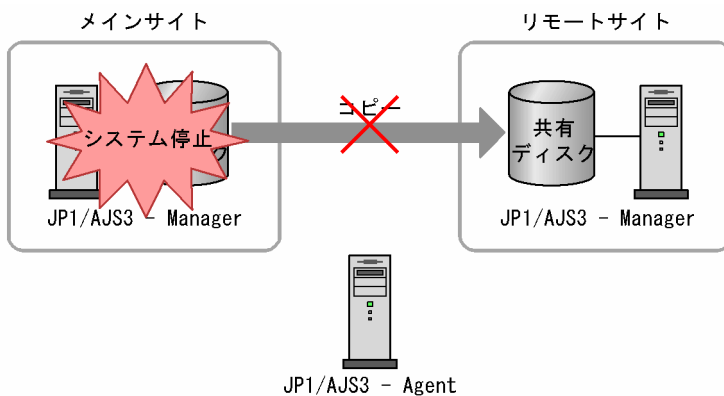 メインサイト
リモートサイト
コピー
システム停止
ク
共有
ディスク
JP1/AJS3 - Manager
JP1/AJS3 - Manager
JP1/AJS3 - Agent